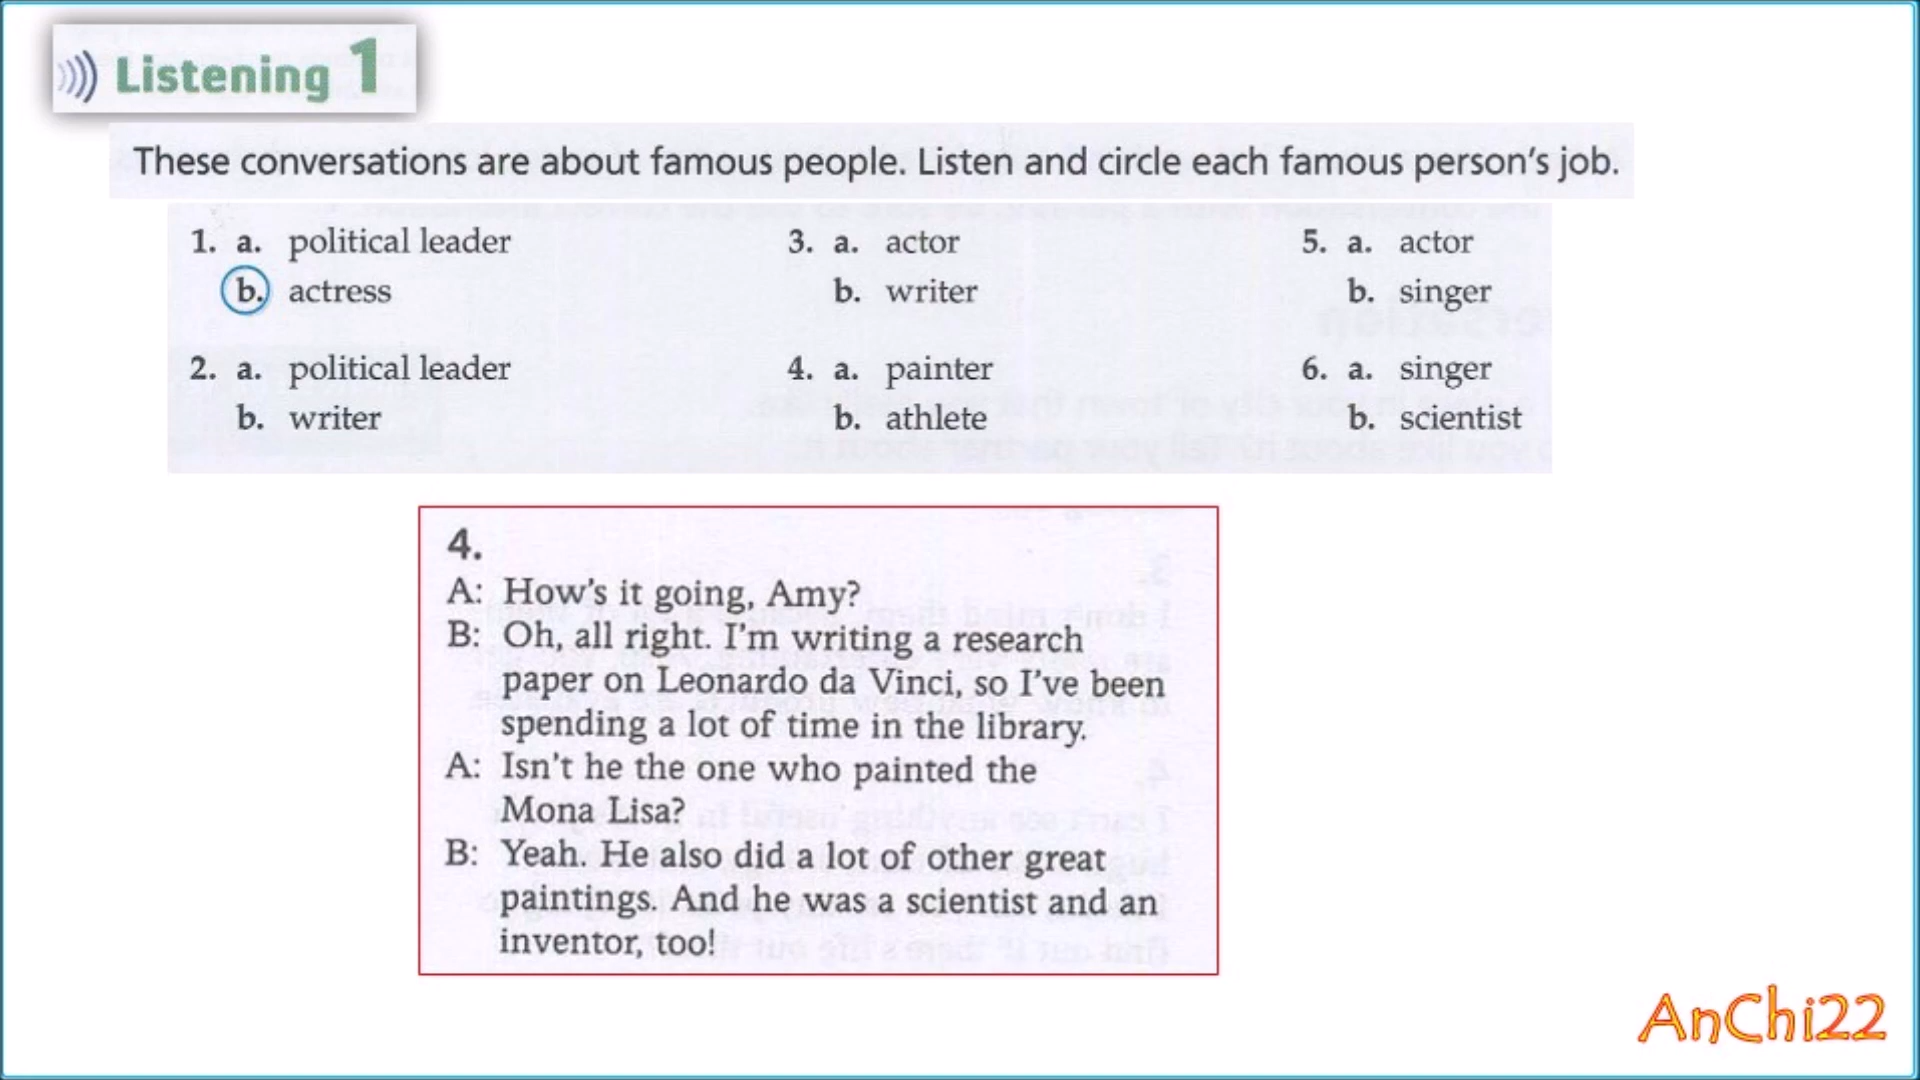 Listening 1
These conversations are about famous people. Listen and circle each famous person's job.
1. a. political leader
b. actress
2. a. political leader
b. writer
3. a. actor
b. writer
4. a. painter
b. athlete
5. a. actor
b. singer
6. a. singer
b. scientist
4.
A: How's it going, Amy?
B: Oh, all right. I'm writing a research
paper on Leonardo da Vinci, so I've been
spending a lot of time in the library.
A: Isn't he the one who painted the
Mona Lisa?
B: Yeah. He also did a lot of other great
paintings. And he was a scientist and an
inventor, too!
AnChi22